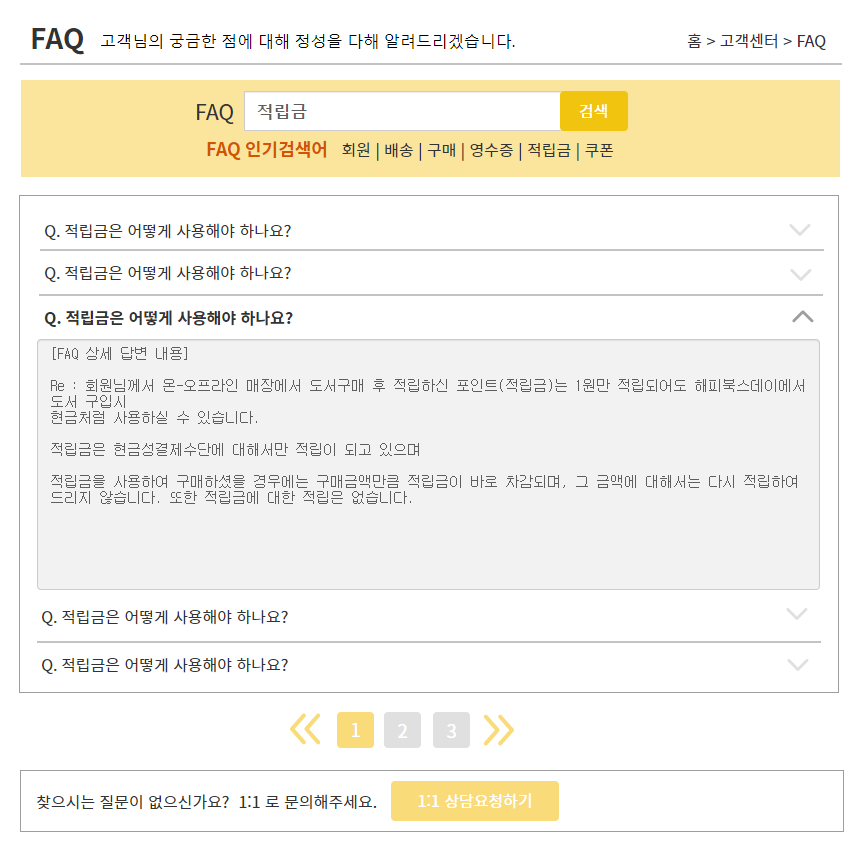 FAQ 고객님의 궁금한 점에 대해 정성을 다해 알려드리겠습니다. 홈 > 고객센터 > FAQ
FAQ 적립금 검색
FAQ 인기검색어 회원 | 배송 | 구매 | 영수증 | 적립금 | 쿠폰
Q. 적립금은 어떻게 사용해야 하나요?
Q. 적립금은 어떻게 사용해야 하나요?
Q. 적립금은 어떻게 사용해야 하나요?
[FAQ 상세 답변 내용]
Re : 회원님께서 온-오프라인 매장에서 도서구매 후 적립하신 포인트(적립금)는 1원만 적립되어도 해피북스데이에서
도서 구입시
현금처럼 사용하실 수 있습니다.
적립금은 현금성결제수단에 대해서만 적립이 되고 있으며
적립금을 사용하여 구매하셨을 경우에는 구매금액만큼 적립금이 바로 차감되며, 그 금액에 대해서는 다시 적립하여
드리지 않습니다. 또한 적립금에 대한 적립은 없습니다.
Q. 적립금은 어떻게 사용해야 하나요?
Q. 적립금은 어떻게 사용해야 하나요?
1 2 3
찾으시는 질문이 없으신가요? 1:1 로 문의해주세요. 1:1 상담요청하기